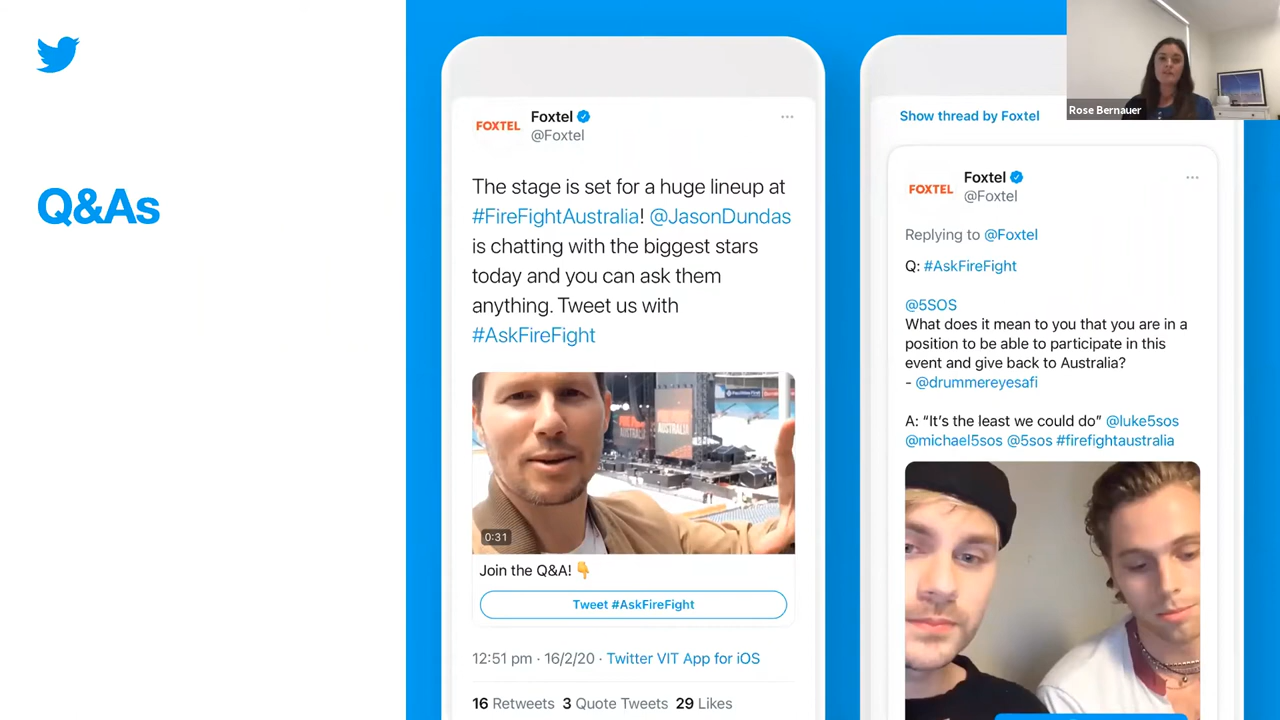 Q&As
Foxtel
FOXTEL
@Foxtel
The stage is set for a huge lineup at
#FireFightAustralia! @JasonDundas
is chatting with the biggest stars
today and you can ask them
anything. Tweet us with
#AskFireFight
FIRE FIGHT
AUSTRALIA
0:31
Join the Q&A! 👇
Tweet #AskFireFight
12:51 pm · 16/2/20 · Twitter VIT App for iOS
16 Retweets 3 Quote Tweets 29 Likes
Show thread by Foxtel
Foxtel
FOXTEL
@Foxtel
Replying to @Foxtel
Q: #AskFireFight
@5SOS
What does it mean to you that you are in a
position to be able to participate in this
event and give back to Australia?
- @drummereyesafi
A: “It’s the least we could do” @luke5sos
@michael5sos @5sos #firefightaustralia
Rose Bernauer